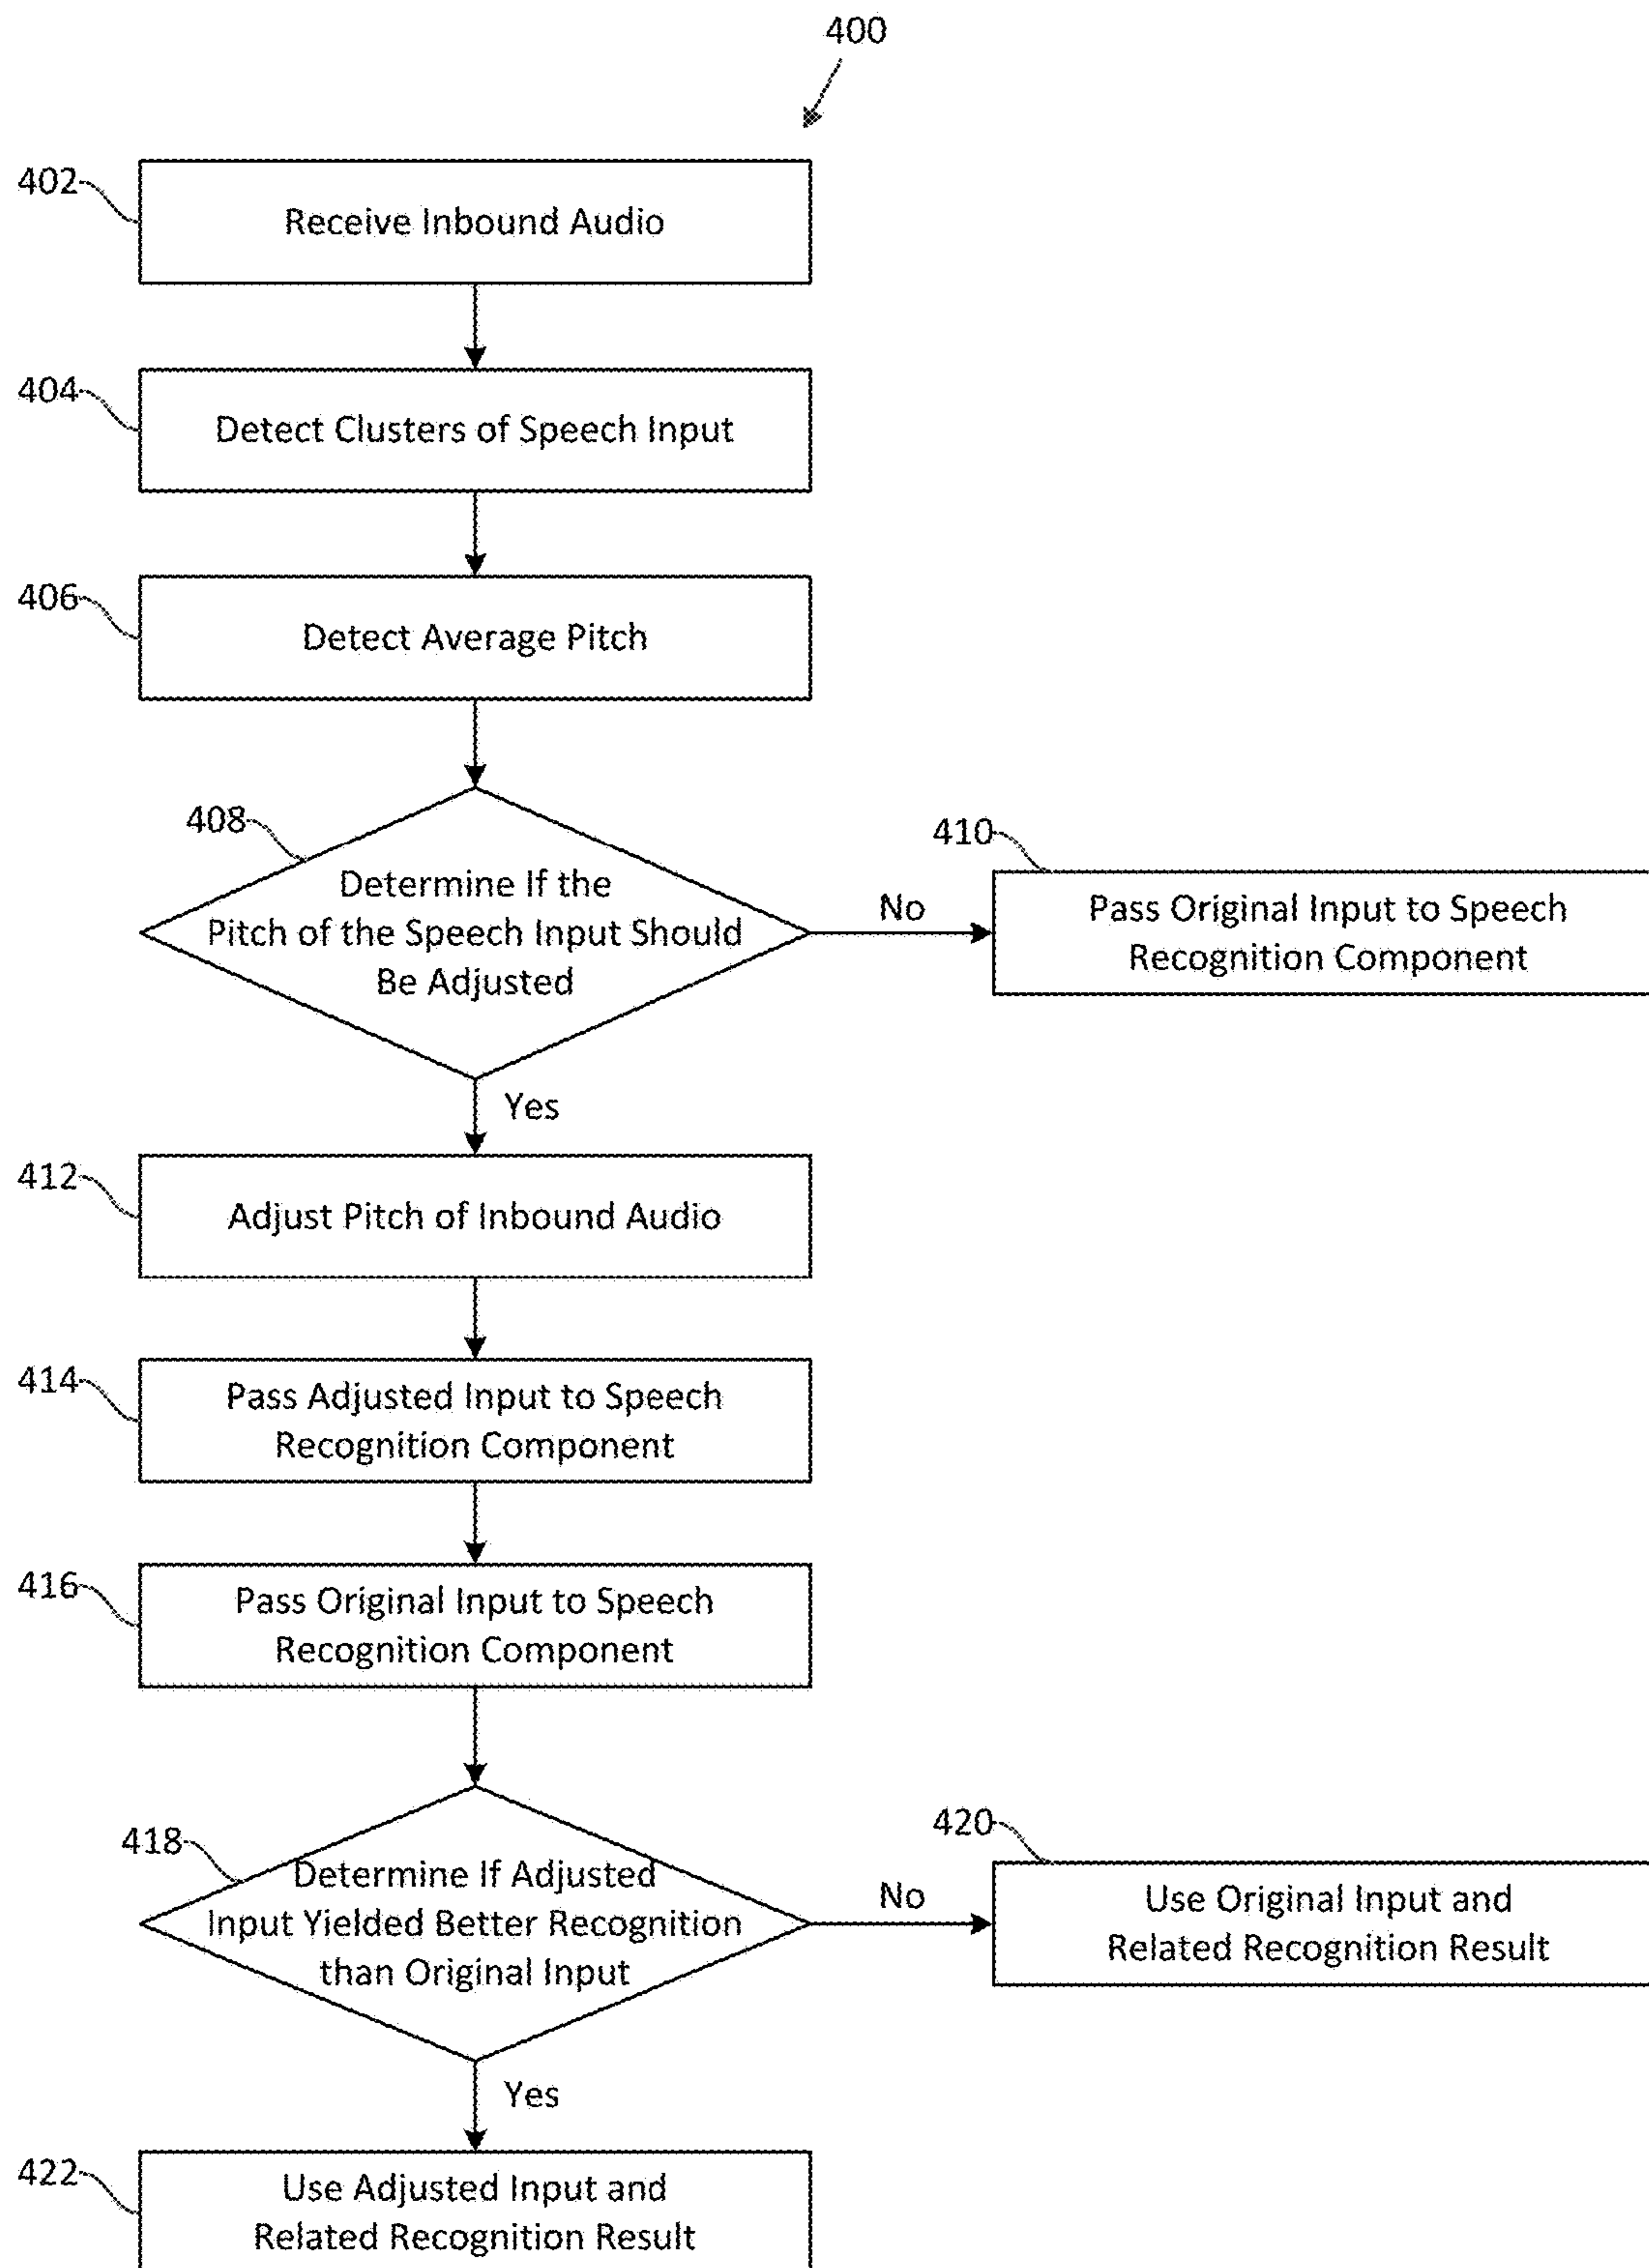 400
402
Receive Inbound Audio
404
Detect Clusters of Speech Input
406
Detect Average Pitch
408
Determine If the
Pitch of the Speech Input Should
Be Adjusted
No
410
Pass Original Input to Speech
Recognition Component
Yes
412
Adjust Pitch of Inbound Audio
414
Pass Adjusted Input to Speech
Recognition Component
416
Pass Original Input to Speech
Recognition Component
418
Determine If Adjusted
Input Yielded Better Recognition
than Original Input
No
420
Use Original Input and
Related Recognition Result
Yes
422
Use Adjusted Input and
Related Recognition Result